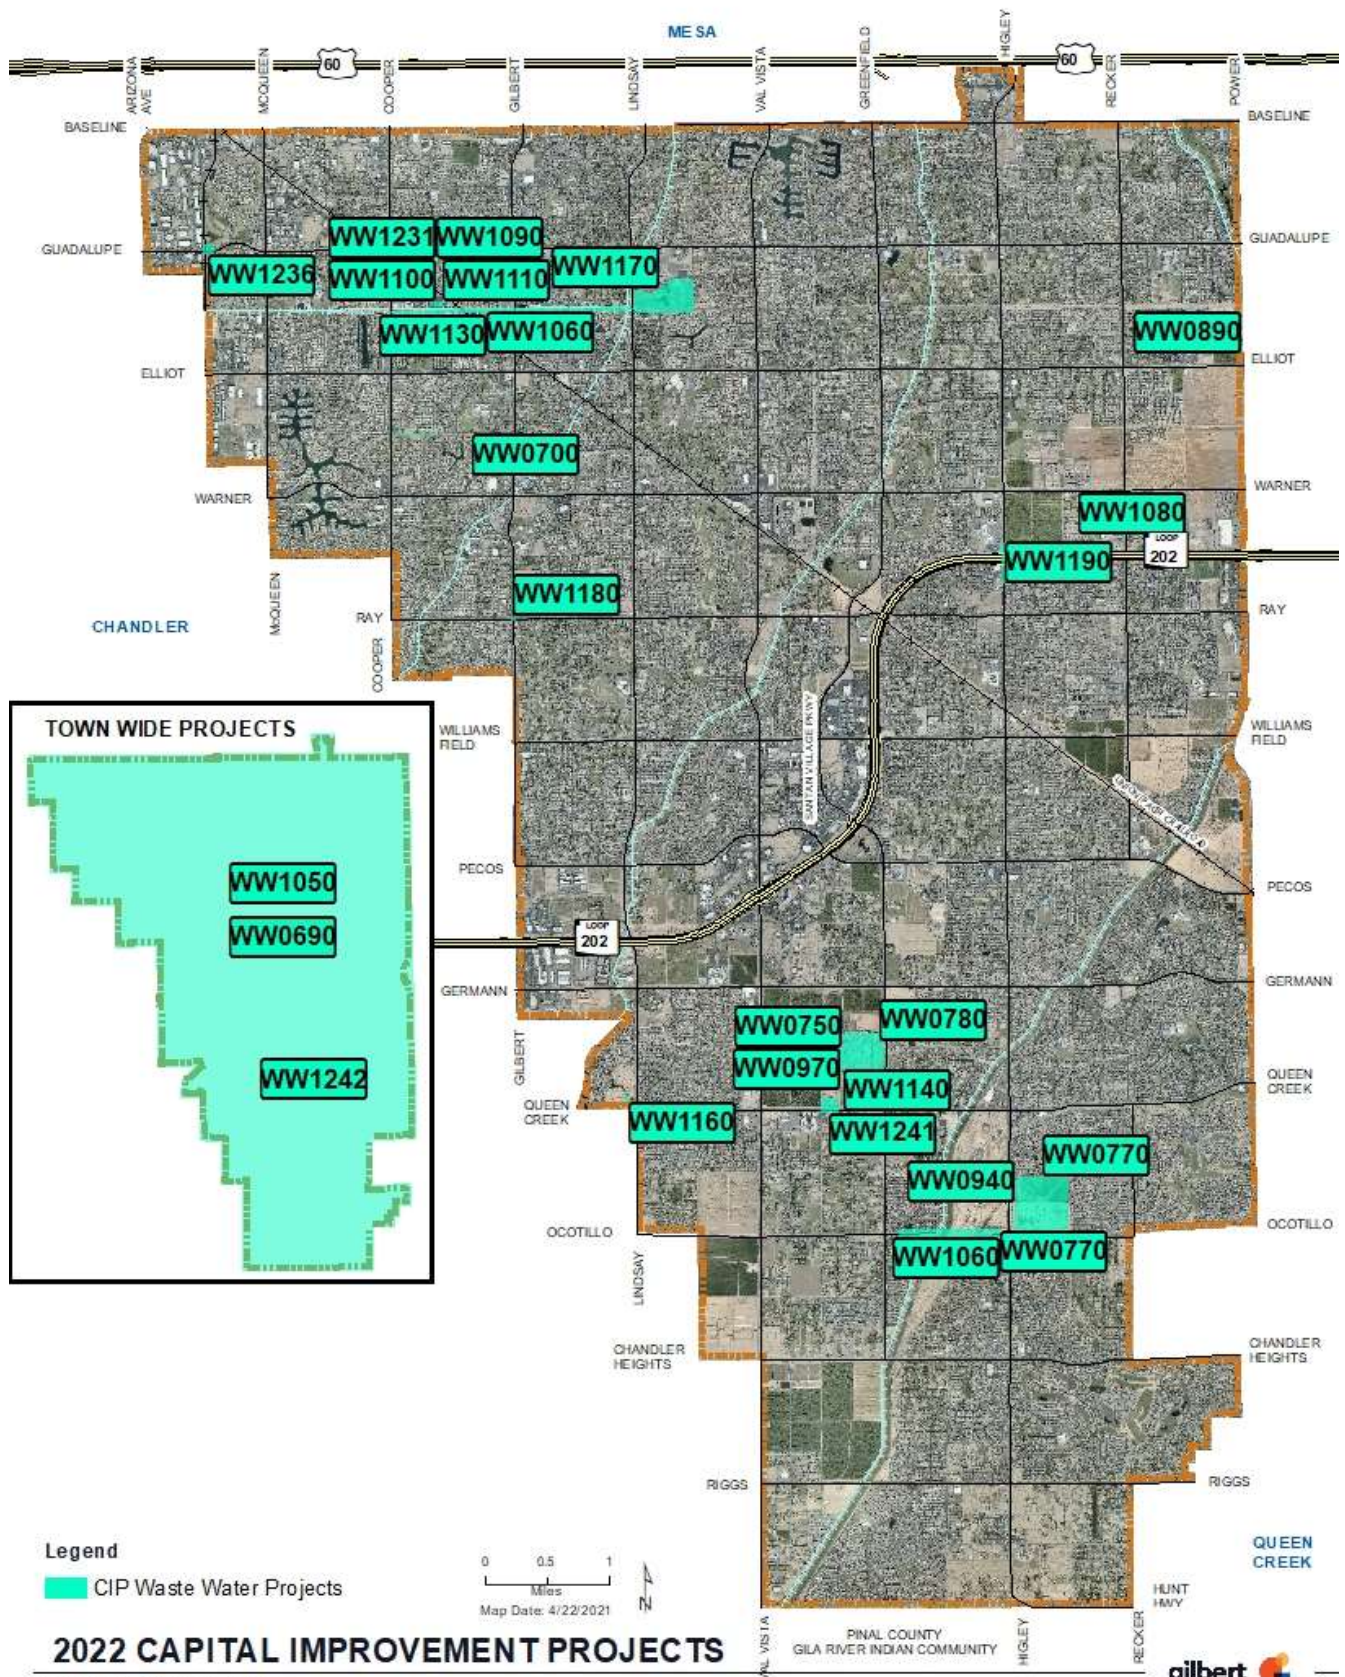 MESA
60
60
ARIZONA
AVE
MCQUEEN
COOPER
GILBERT
LINDSAY
VAL VISTA
GREENFIELD
HIGLEY
RECKER
POWER
BASELINE
BASELINE
GUADALUPE
GUADALUPE
WW1231
WW1090
WW1236
WW1100
WW1110
WW1170
WW1130
WW1060
WW0890
ELLIOT
ELLIOT
WW0700
WARNER
WARNER
WW1080
LOOP
202
WW1190
WW1180
McQUEEN
RAY
RAY
CHANDLER
COOPER
WILLIAMS
FIELD
WILLIAMS
FIELD
SANTAN VILLAGE PKWY
TOWN WIDE PROJECTS
WW1050
WW0690
WW1242
PECOS
PECOS
LOOP
202
GERMANN
GERMANN
GILBERT
WW0750
WW0780
WW0970
WW1140
QUEEN
CREEK
QUEEN
CREEK
WW1160
WW1241
WW0770
WW0940
OCOTILLO
OCOTILLO
WW1060
WW0770
LINDSAY
CHANDLER
HEIGHTS
CHANDLER
HEIGHTS
RIGGS
RIGGS
QUEEN
CREEK
Legend
CIP Waste Water Projects
0 0.5 1
Miles
Map Date: 4/22/2021
N
HUNT
HWY
HIGLEY
RECKER
PINAL COUNTY
GILA RIVER INDIAN COMMUNITY
2022 CAPITAL IMPROVEMENT PROJECTS
gilbert